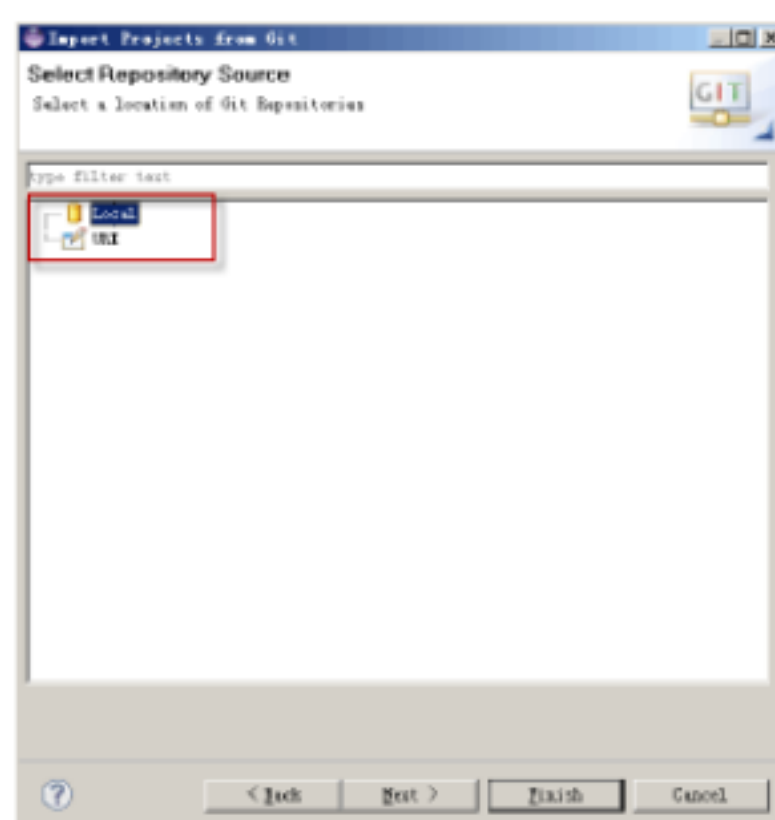 Import Projects from Git
Select Repository Source
Select a location of Git Repositories
GIT
type filter text
Local
URI
?
< Back
Next >
Finish
Cancel